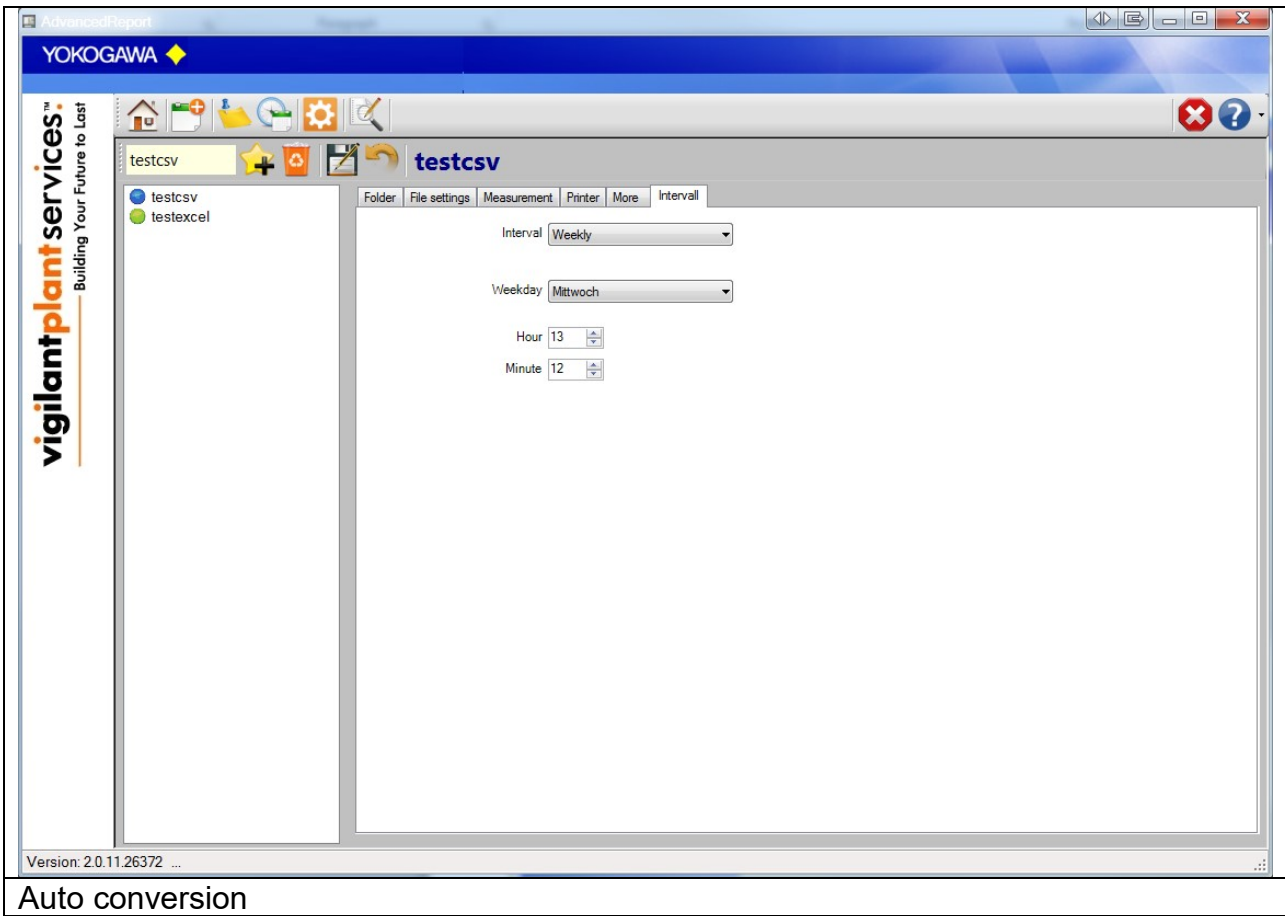 AdvancedReport
YOKOGAWA
vigilantplantservices.™
Building Your Future to Last
testcsv
testcsv
testcsv
testexcel
Folder File settings Measurement Printer More Intervall
Interval Weekly
Weekday Mittwoch
Hour 13
Minute 12
Version: 2.0.11.26372 ...
Auto conversion